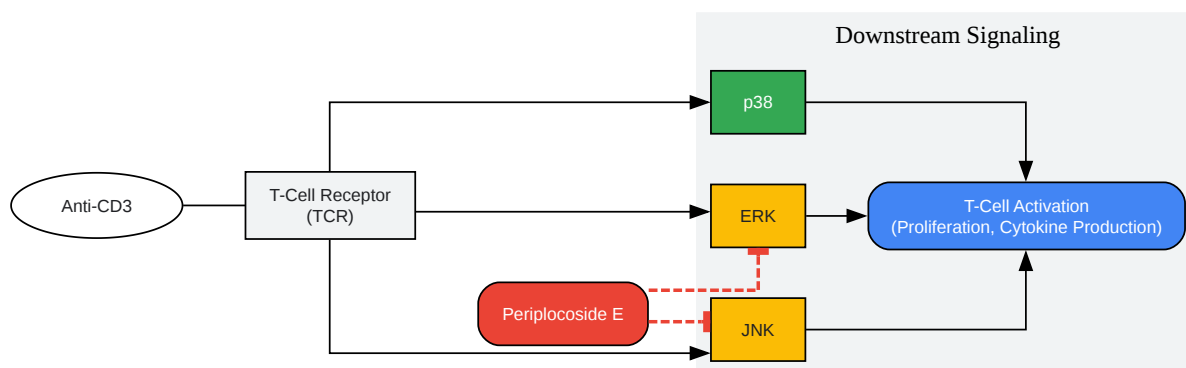 Downstream Signaling
p38
Anti-CD3
T-Cell Receptor
(TCR)
ERK
T-Cell Activation
(Proliferation, Cytokine Production)
Periplocoside E
JNK